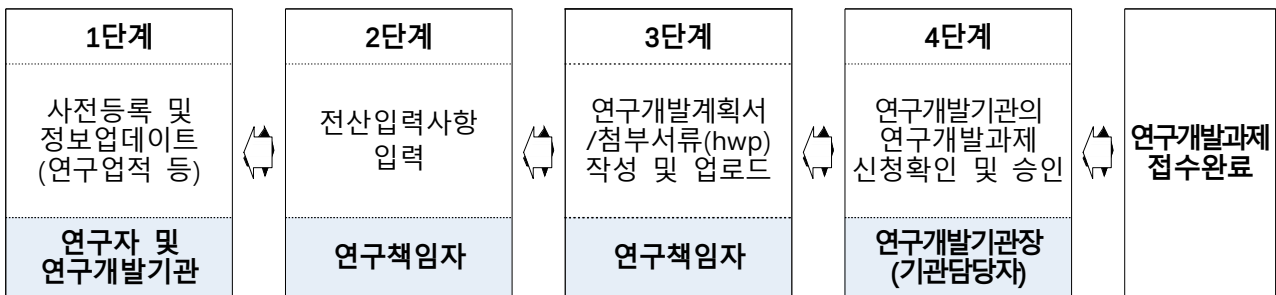 1단계
사전등록 및
정보업데이트
(연구업적 등)
연구자 및
연구개발기관
2단계
전산입력사항
입력
연구책임자
3단계
연구개발계획서
/첨부서류(hwp)
작성 및 업로드
연구책임자
4단계
연구개발기관의
연구개발과제
신청확인 및 승인
연구개발기관장
(기관담당자)
연구개발과제
접수완료